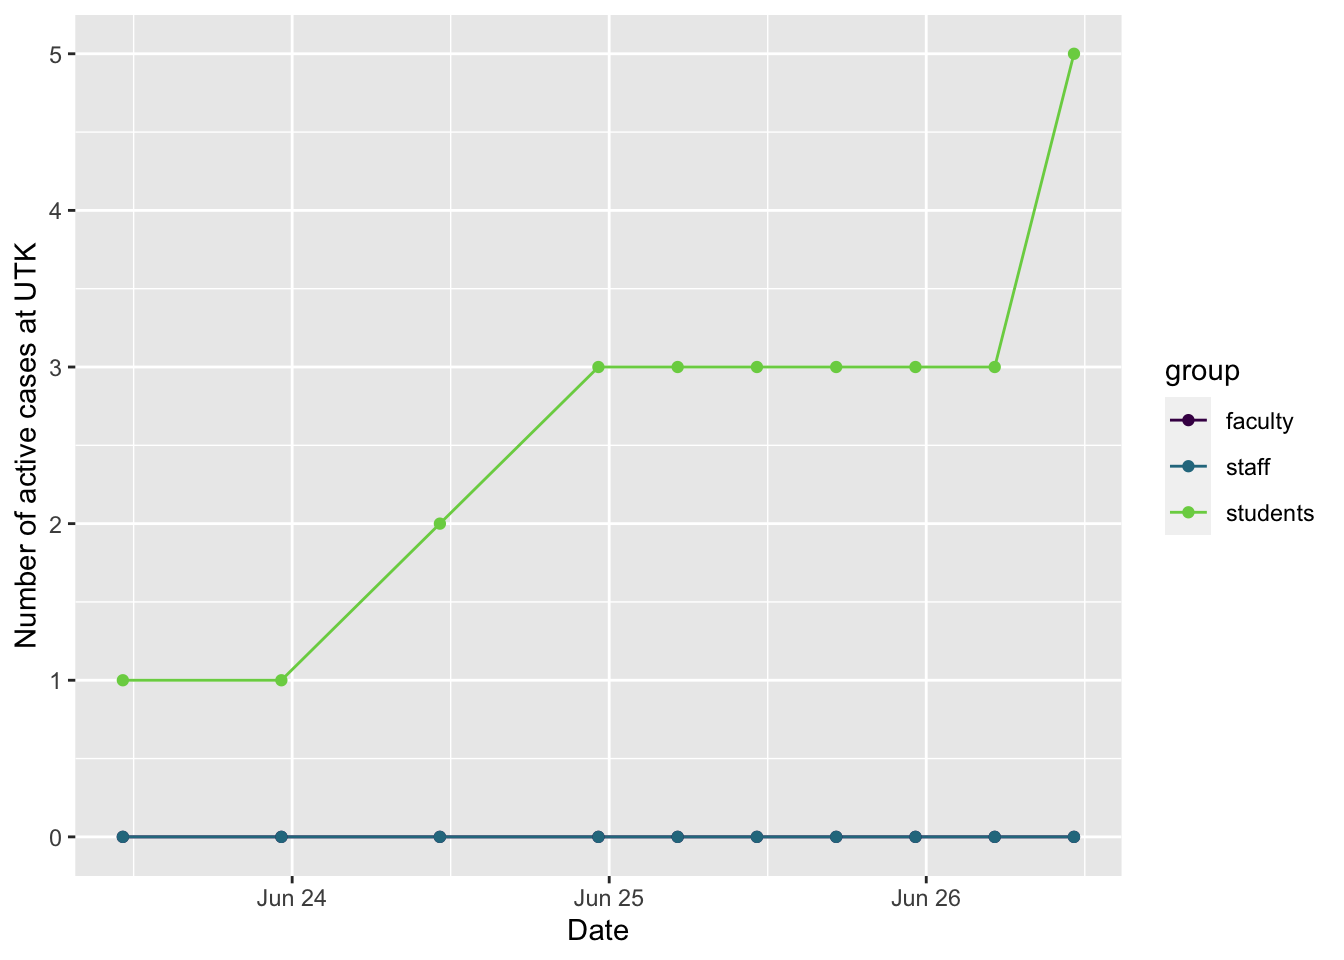 Number of active cases at UTK
5
4
3
2
1
0
Jun 24
Jun 25
Jun 26
Date
group
faculty
staff
students